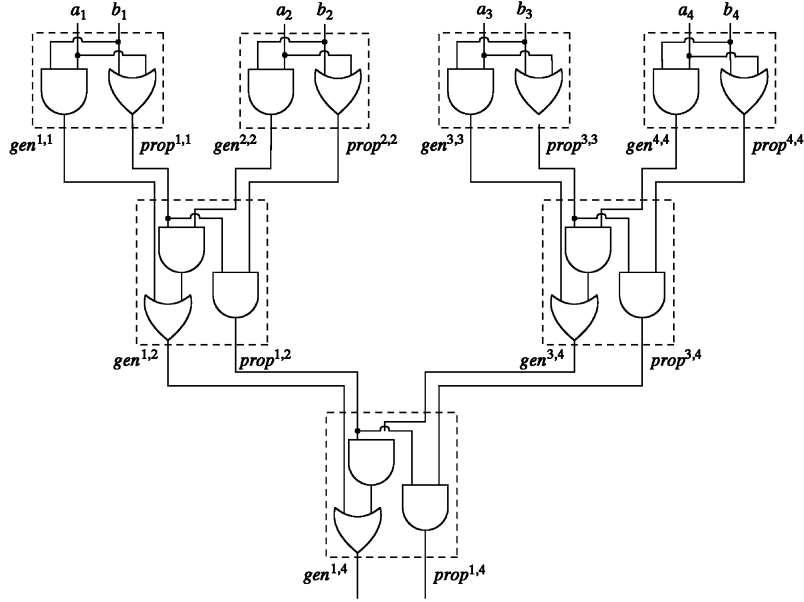 a₁ b₁ a₂ b₂ a₃ b₃ a₄ b₄
gen¹,¹ prop¹,¹ gen²,² prop²,² gen³,³ prop³,³ gen⁴,⁴ prop⁴,⁴
gen¹,² prop¹,² gen³,⁴ prop³,⁴
gen¹,⁴ prop¹,⁴